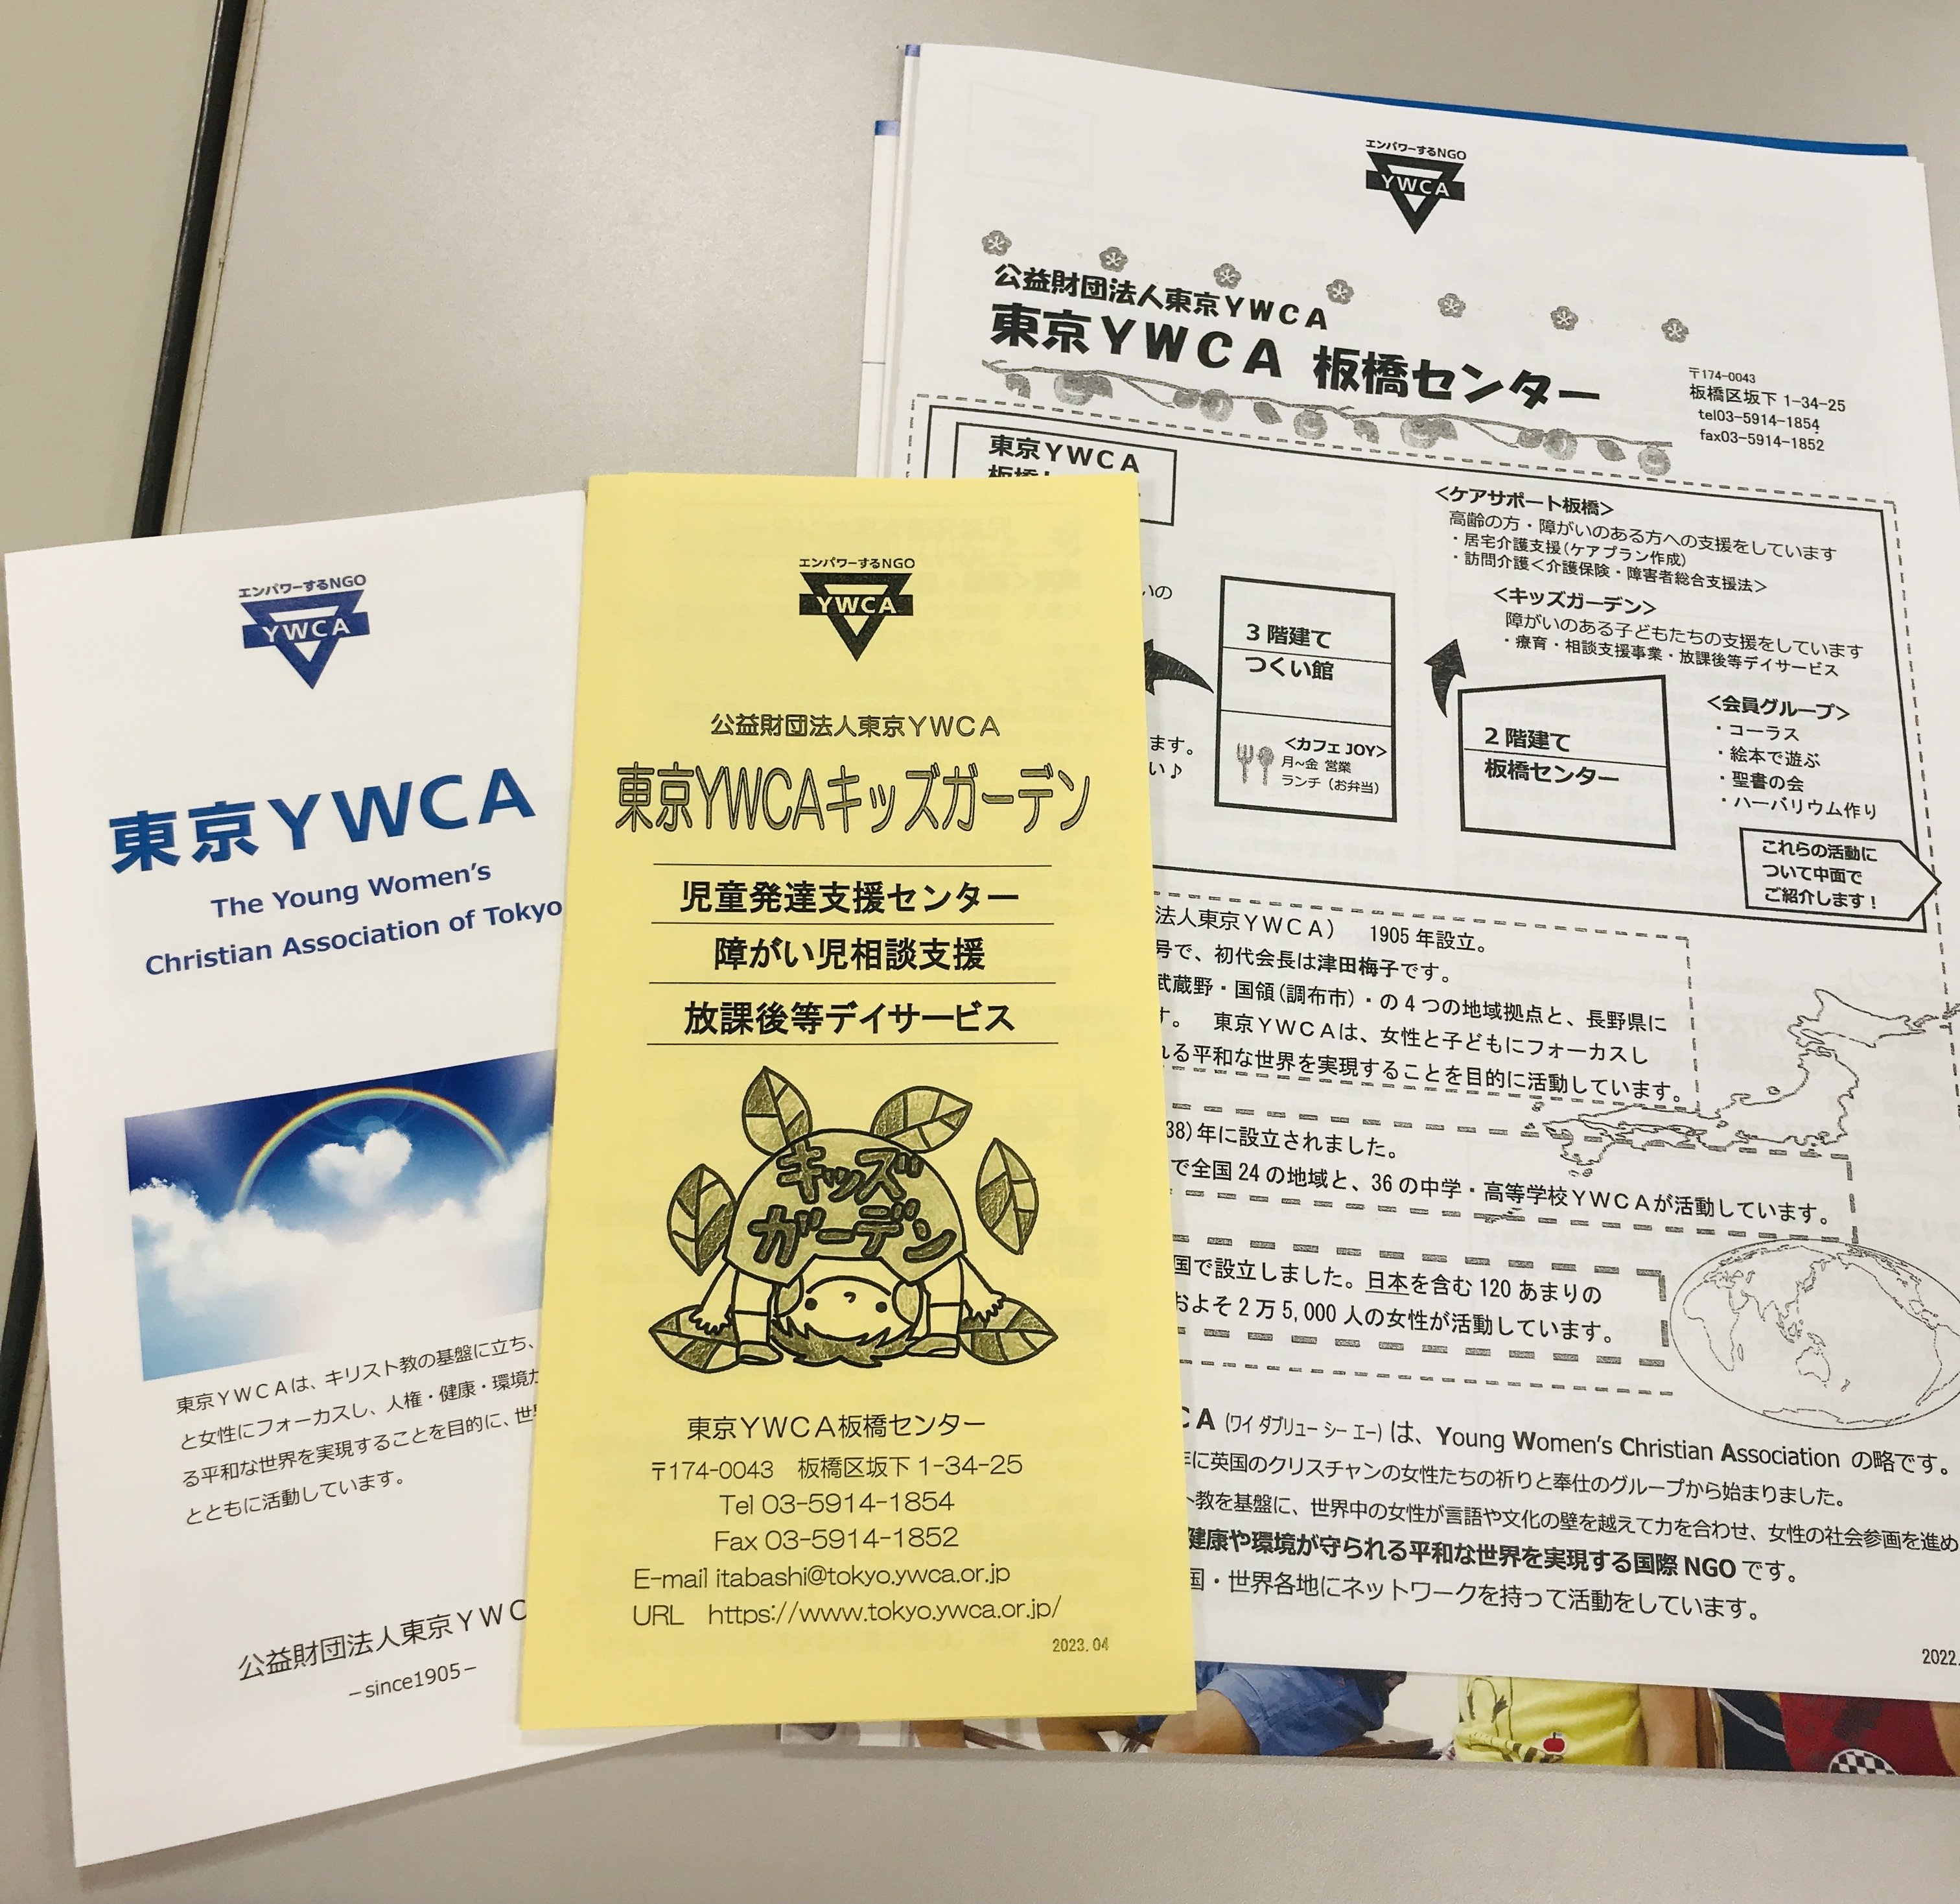 エンパワーするNGO
YWCA
東京YWCA
The Young Women's
Christian Association of Tokyo
東京ＹＷＣＡは、キリスト教の基盤に立ち、
と女性にフォーカスし、人権・健康・環境が
る平和な世界を実現することを目的に、世界
とともに活動しています。
公益財団法人東京ＹＷＣ
－since1905－
エンパワーするNGO
YWCA
公益財団法人東京ＹＷＣＡ
東京YWCAキッズガーデン
児童発達支援センター
障がい児相談支援
放課後等デイサービス
キッズ
ガーデン
東京ＹＷＣＡ板橋センター
〒174-0043　板橋区坂下 1-34-25
Tel 03-5914-1854
Fax 03-5914-1852
E-mail itabashi@tokyo.ywca.or.jp
URL　https://www.tokyo.ywca.or.jp/
2023.04
エンパワーするNGO
YWCA
公益財団法人東京ＹＷＣＡ
東京ＹＷＣＡ 板橋センター
〒174-0043
板橋区坂下 1-34-25
tel03-5914-1854
fax03-5914-1852
東京ＹＷＣＡ
＜ケアサポート板橋＞
高齢の方・障がいのある方への支援をしています
・居宅介護支援（ケアプラン作成）
・訪問介護＜介護保険・障害者総合支援法＞
＜キッズガーデン＞
障がいのある子どもたちの支援をしています
・療育・相談支援事業・放課後等デイサービス
いの
ます。
い♪
３階建て
つくい館
＜カフェ JOY＞
月~金 営業
ランチ（お弁当）
２階建て
板橋センター
＜会員グループ＞
・コーラス
・絵本で遊ぶ
・聖書の会
・ハーバリウム作り
これらの活動に
ついて中面で
ご紹介します！
法人東京ＹＷＣＡ）　1905 年設立。
号で、初代会長は津田梅子です。
武蔵野・国領（調布市）・の４つの地域拠点と、長野県に
す。　東京ＹＷＣＡは、女性と子どもにフォーカスし
れる平和な世界を実現することを目的に活動しています。
38)年に設立されました。
で全国 24 の地域と、36 の中学・高等学校ＹＷＣＡが活動しています。
国で設立しました。日本を含む 120 あまりの
およそ２万 5,000 人の女性が活動しています。
CA（ワイ ダブリュー シー エー）は、Young Women's Christian Association の略です。
年に英国のクリスチャンの女性たちの祈りと奉仕のグループから始まりました。
ト教を基盤に、世界中の女性が言語や文化の壁を越えて力を合わせ、女性の社会参画を進め
健康や環境が守られる平和な世界を実現する国際 NGO です。
国・世界各地にネットワークを持って活動をしています。
2022.